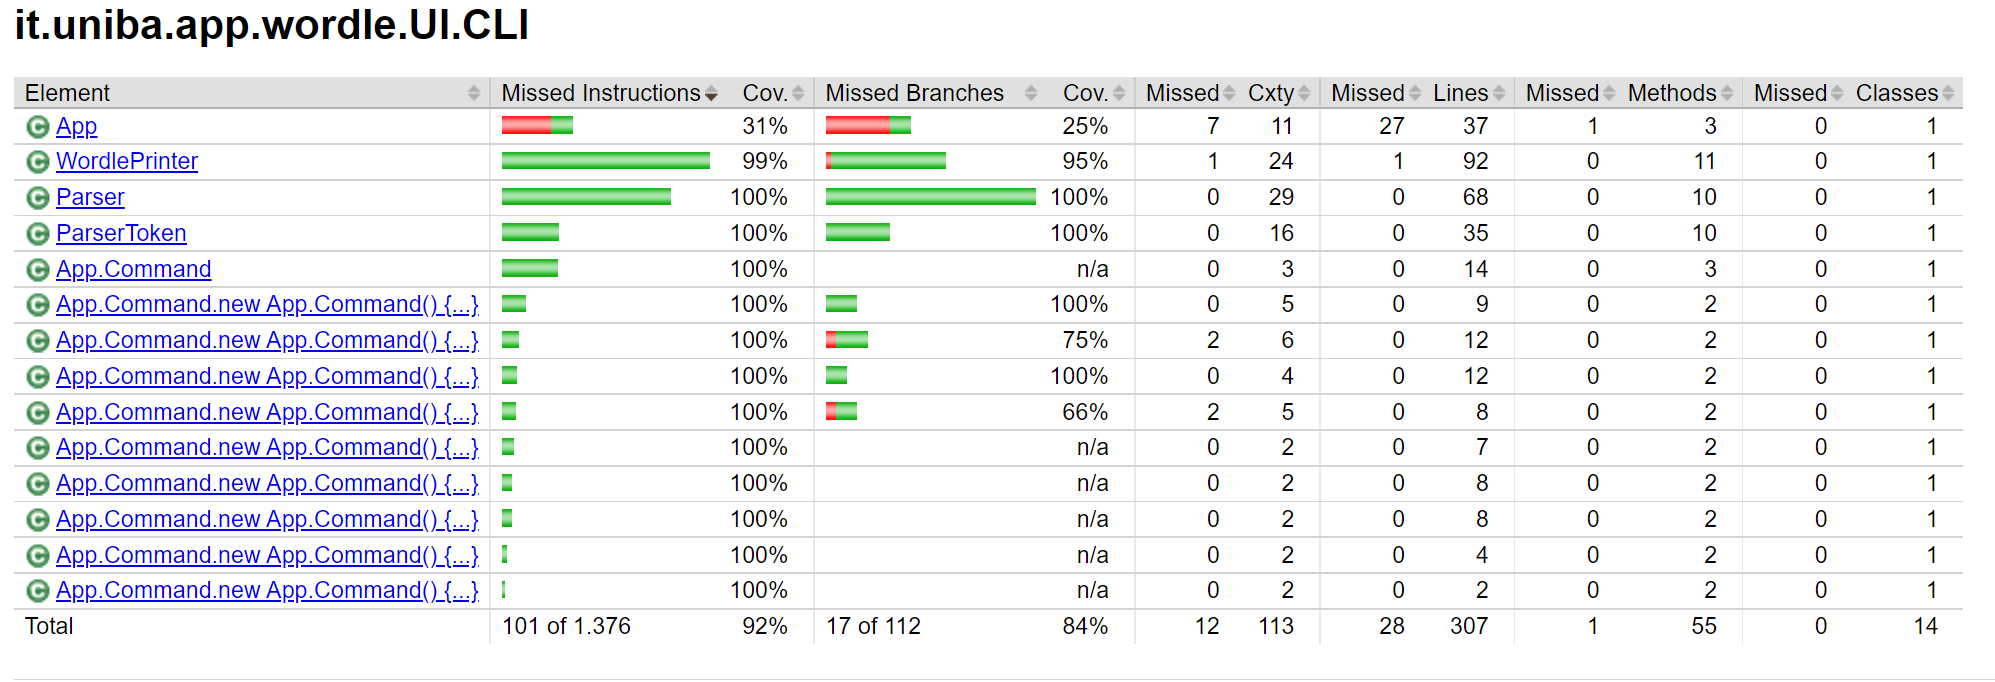 it.uniba.app.wordle.UI.CLI
Element Missed Instructions Cov. Missed Branches Cov. Missed Cxty Missed Lines Missed Methods Missed Classes
C App 31% 25% 7 11 27 37 1 3 0 1
C WordlePrinter 99% 95% 1 24 1 92 0 11 0 1
C Parser 100% 100% 0 29 0 68 0 10 0 1
C ParserToken 100% 100% 0 16 0 35 0 10 0 1
C App.Command 100% n/a 0 3 0 14 0 3 0 1
C App.Command.new App.Command() {...} 100% 100% 0 5 0 9 0 2 0 1
C App.Command.new App.Command() {...} 100% 75% 2 6 0 12 0 2 0 1
C App.Command.new App.Command() {...} 100% 100% 0 4 0 12 0 2 0 1
C App.Command.new App.Command() {...} 100% 66% 2 5 0 8 0 2 0 1
C App.Command.new App.Command() {...} 100% n/a 0 2 0 7 0 2 0 1
C App.Command.new App.Command() {...} 100% n/a 0 2 0 8 0 2 0 1
C App.Command.new App.Command() {...} 100% n/a 0 2 0 8 0 2 0 1
C App.Command.new App.Command() {...} 100% n/a 0 2 0 4 0 2 0 1
C App.Command.new App.Command() {...} 100% n/a 0 2 0 2 0 2 0 1
Total 101 of 1.376 92% 17 of 112 84% 12 113 28 307 1 55 0 14